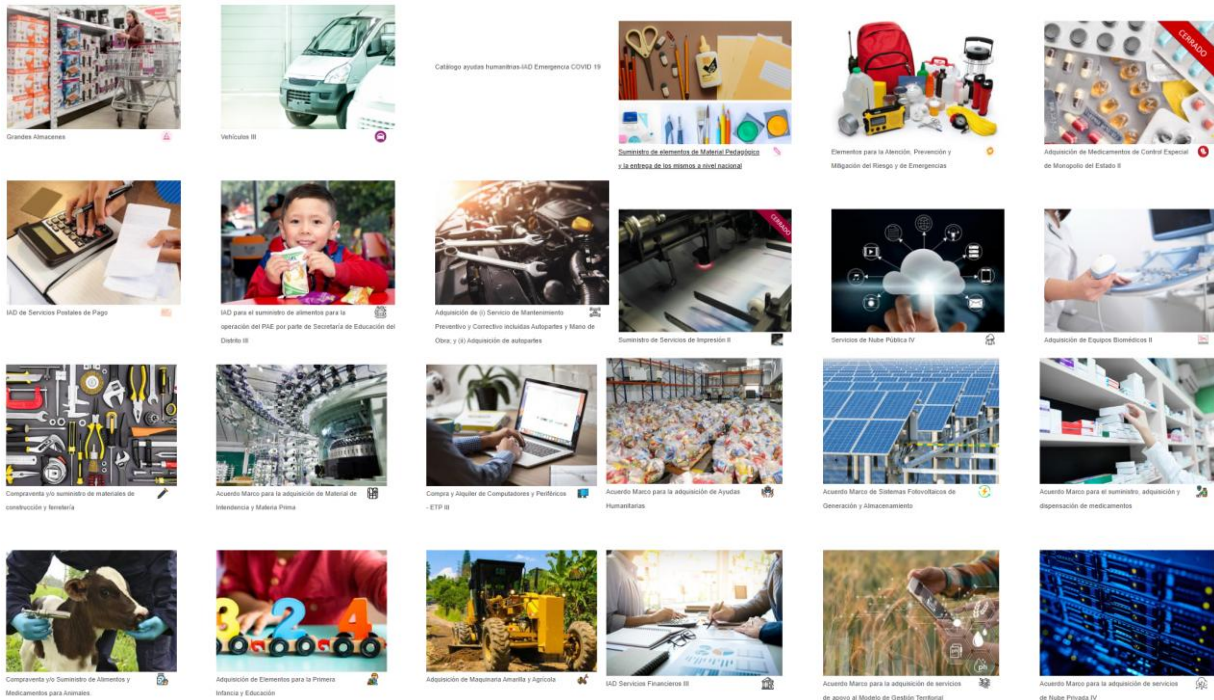 Grandes Almacenes
Vehículos III
Catálogo ayudas humanitrias-IAD Emergencia COVID 19
Suministro de elementos de Material Pedagógico
y la entrega de los mismos a nivel nacional
Elementos para la Atención, Prevención y
Mitigación del Riesgo y de Emergencias
CERRADO
Adquisición de Medicamentos de Control Especial
de Monopolio del Estado II
IAD de Servicios Postales de Pago
IAD para el suministro de alimentos para la
operación del PAE por parte de Secretaría de Educación del
Distrito III
Adquisición de (i) Servicio de Mantenimiento
Preventivo y Correctivo incluidas Autopartes y Mano de
Obra; y (ii) Adquisición de autopartes
CERRADO
Suministro de Servicios de Impresión II
Servicios de Nube Pública IV
Adquisición de Equipos Biomédicos II
Compraventa y/o suministro de materiales de
construcción y ferretería
Acuerdo Marco para la adquisición de Material de
Intendencia y Materia Prima
Compra y Alquiler de Computadores y Periféricos
- ETP III
Acuerdo Marco para la adquisición de Ayudas
Humanitarias
Acuerdo Marco de Sistemas Fotovoltaicos de
Generación y Almacenamiento
Acuerdo Marco para el suministro, adquisición y
dispensación de medicamentos
Compraventa y/o Suministro de Alimentos y
Medicamentos para Animales.
3 2 4
Adquisición de Elementos para la Primera
Infancia y Educación
Adquisición de Maquinaria Amarilla y Agrícola
IAD Servicios Financieros III
Acuerdo Marco para la adquisición de servicios
de apoyo al Modelo de Gestión Territorial
Acuerdo Marco para la adquisición de servicios
de Nube Privada IV